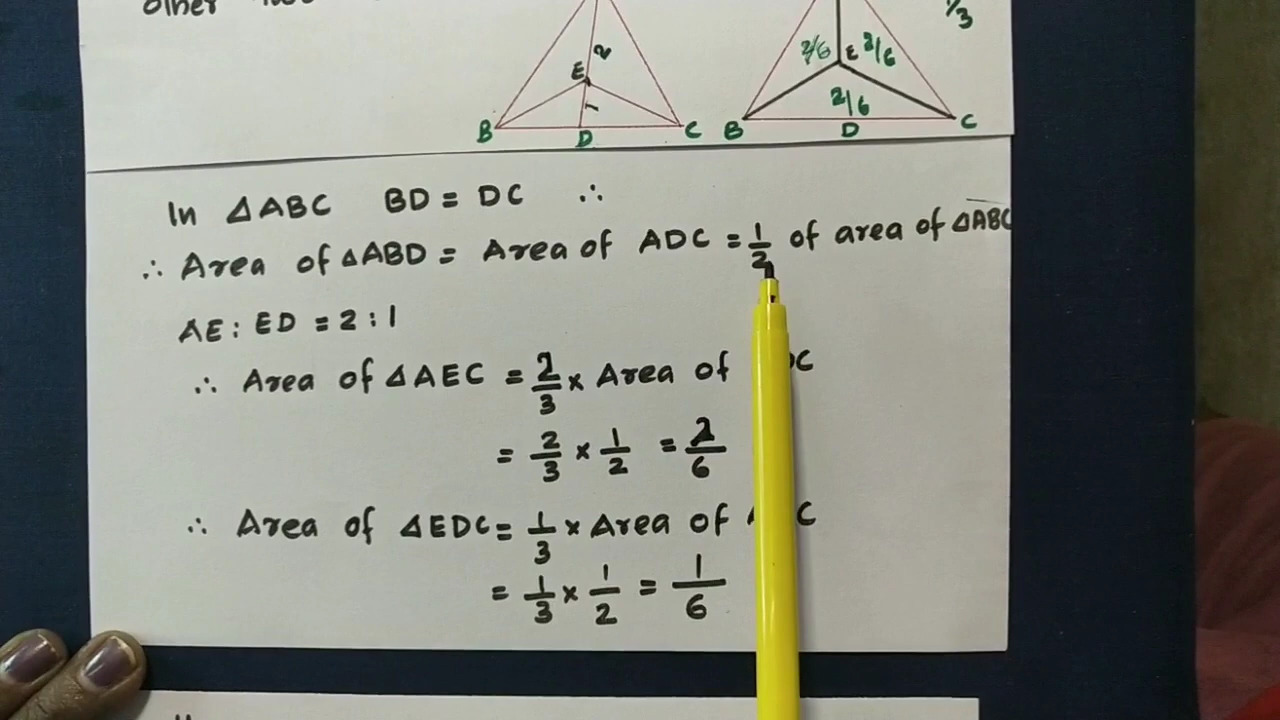 other
E 2
1
B D C
2/6 E 2/6
2/6
B D C
1/3
In ΔABC BD = DC ∴
∴ Area of ΔABD = Area of ADC = 1/2 of area of ΔABC
AE : ED = 2 : 1
∴ Area of ΔAEC = 2/3 × Area of
= 2/3 × 1/2 = 2/6
∴ Area of ΔEDC = 1/3 × Area of
= 1/3 × 1/2 = 1/6